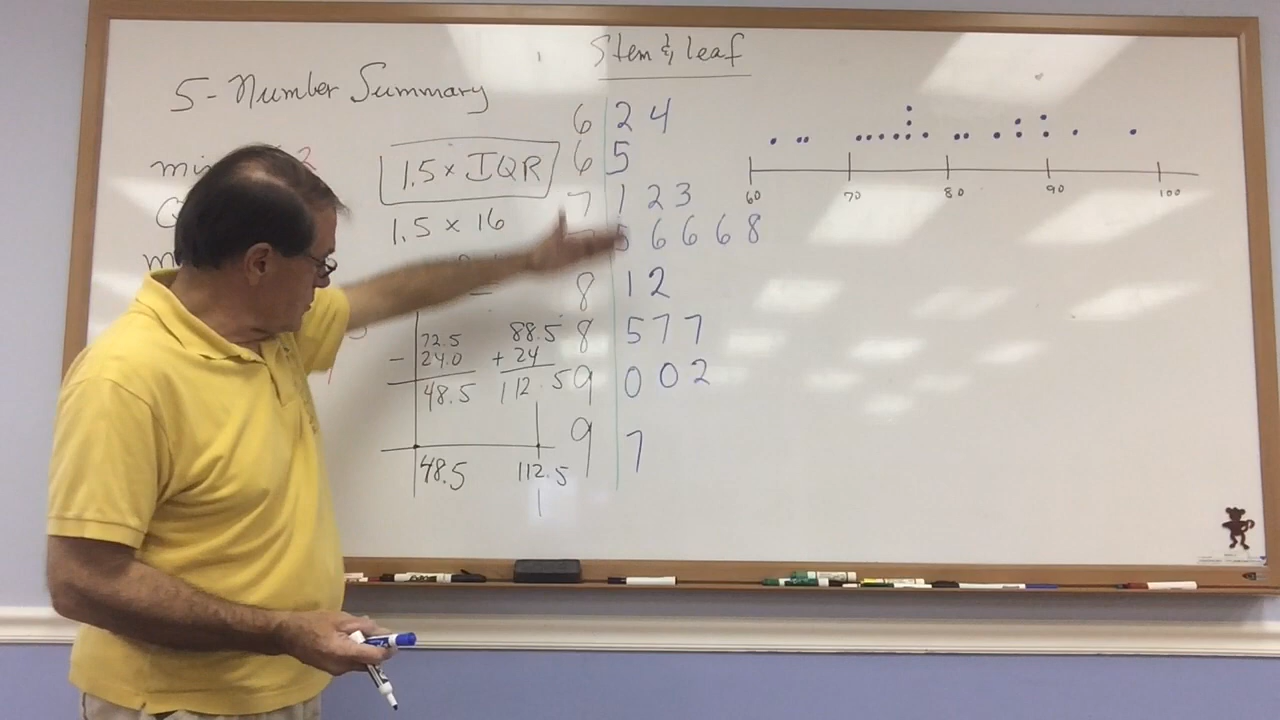 Stem & leaf
5-Number Summary
min 2
1.5 × IQR
1.5 × 16
72.5
- 24.0
48.5
88.5
+ 24
112.5
48.5 112.5
6 2 4
6 5
7 1 2 3
5 6 6 6 8
8 1 2
8 5 7 7
9 0 0 2
9 7
60 70 80 90 100